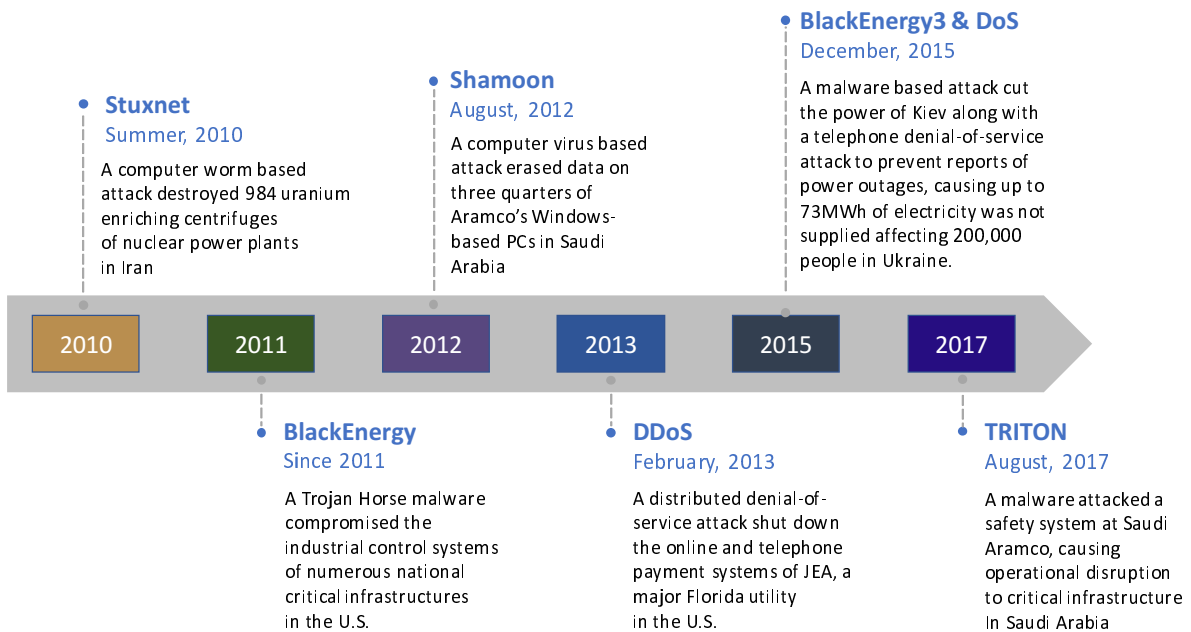 Stuxnet
Summer, 2010
A computer worm based
attack destroyed 984 uranium
enriching centrifuges
of nuclear power plants
in Iran
Shamoon
August, 2012
A computer virus based
attack erased data on
three quarters of
Aramco’s Windows-
based PCs in Saudi
Arabia
BlackEnergy3 & DoS
December, 2015
A malware based attack cut
the power of Kiev along with
a telephone denial-of-service
attack to prevent reports of
power outages, causing up to
73MWh of electricity was not
supplied affecting 200,000
people in Ukraine.
2010
2011
2012
2013
2015
2017
BlackEnergy
Since 2011
A Trojan Horse malware
compromised the
industrial control systems
of numerous national
critical infrastructures
in the U.S.
DDoS
February, 2013
A distributed denial-of-
service attack shut down
the online and telephone
payment systems of JEA, a
major Florida utility
in the U.S.
TRITON
August, 2017
A malware attacked a
safety system at Saudi
Aramco, causing
operational disruption
to critical infrastructure
In Saudi Arabia